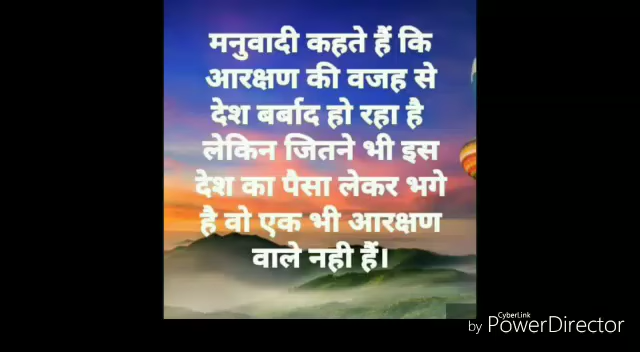 मनुवादी कहते हैं कि
आरक्षण की वजह से
देश बर्बाद हो रहा है
लेकिन जितने भी इस
देश का पैसा लेकर भगे
है वो एक भी आरक्षण
वाले नही हैं।
CyberLink
by PowerDirector